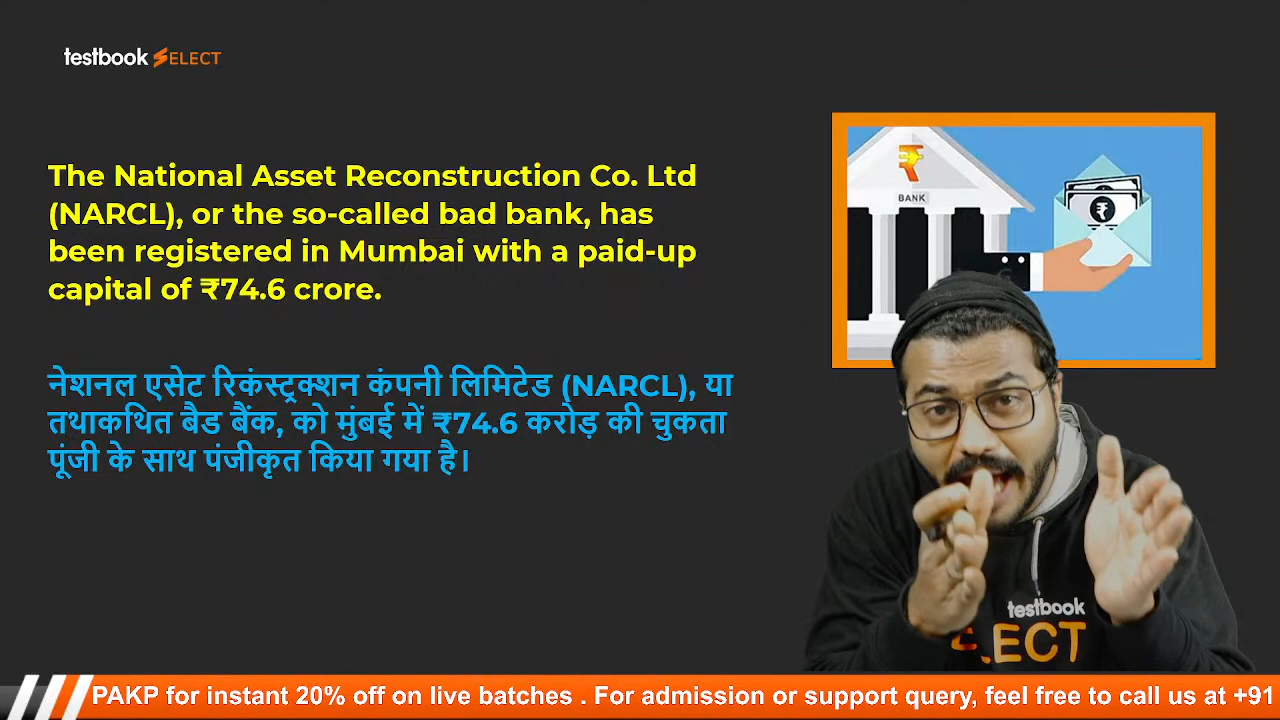 testbook SELECT
The National Asset Reconstruction Co. Ltd
(NARCL), or the so-called bad bank, has
been registered in Mumbai with a paid-up
capital of ₹74.6 crore.
नेशनल एसेट रिकंस्ट्रक्शन कंपनी लिमिटेड (NARCL), या
तथाकथित बैड बैंक, को मुंबई में ₹74.6 करोड़ की चुकता
पूंजी के साथ पंजीकृत किया गया है।
₹
BANK
₹
testbook
SELECT
PAKP for instant 20% off on live batches . For admission or support query, feel free to call us at +91